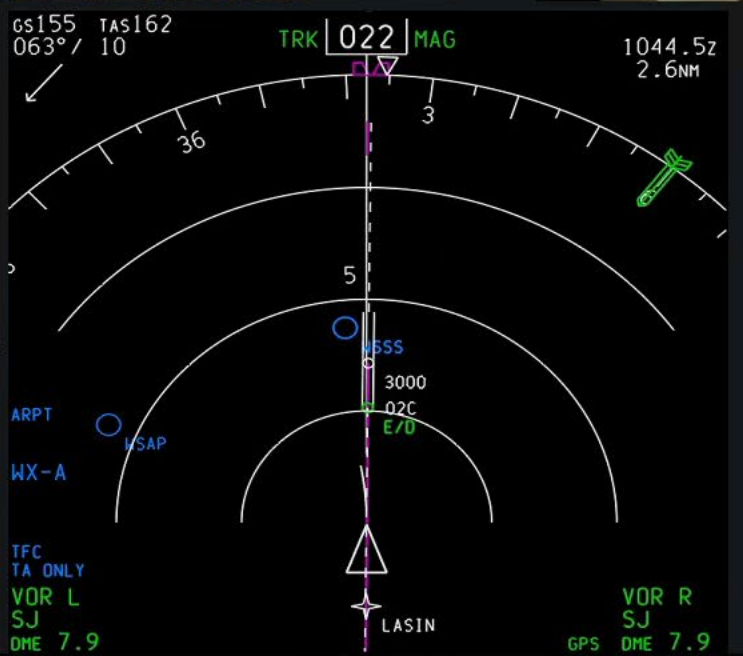 GS155 TAS162
063°/ 10
TRK 022 MAG
1044.5z
2.6NM
36
3
5
WSSS
3000
02C
E/D
ARPT
WSAP
WX-A
TFC
TA ONLY
LASIN
VOR L
SJ
DME 7.9
VOR R
SJ
GPS DME 7.9